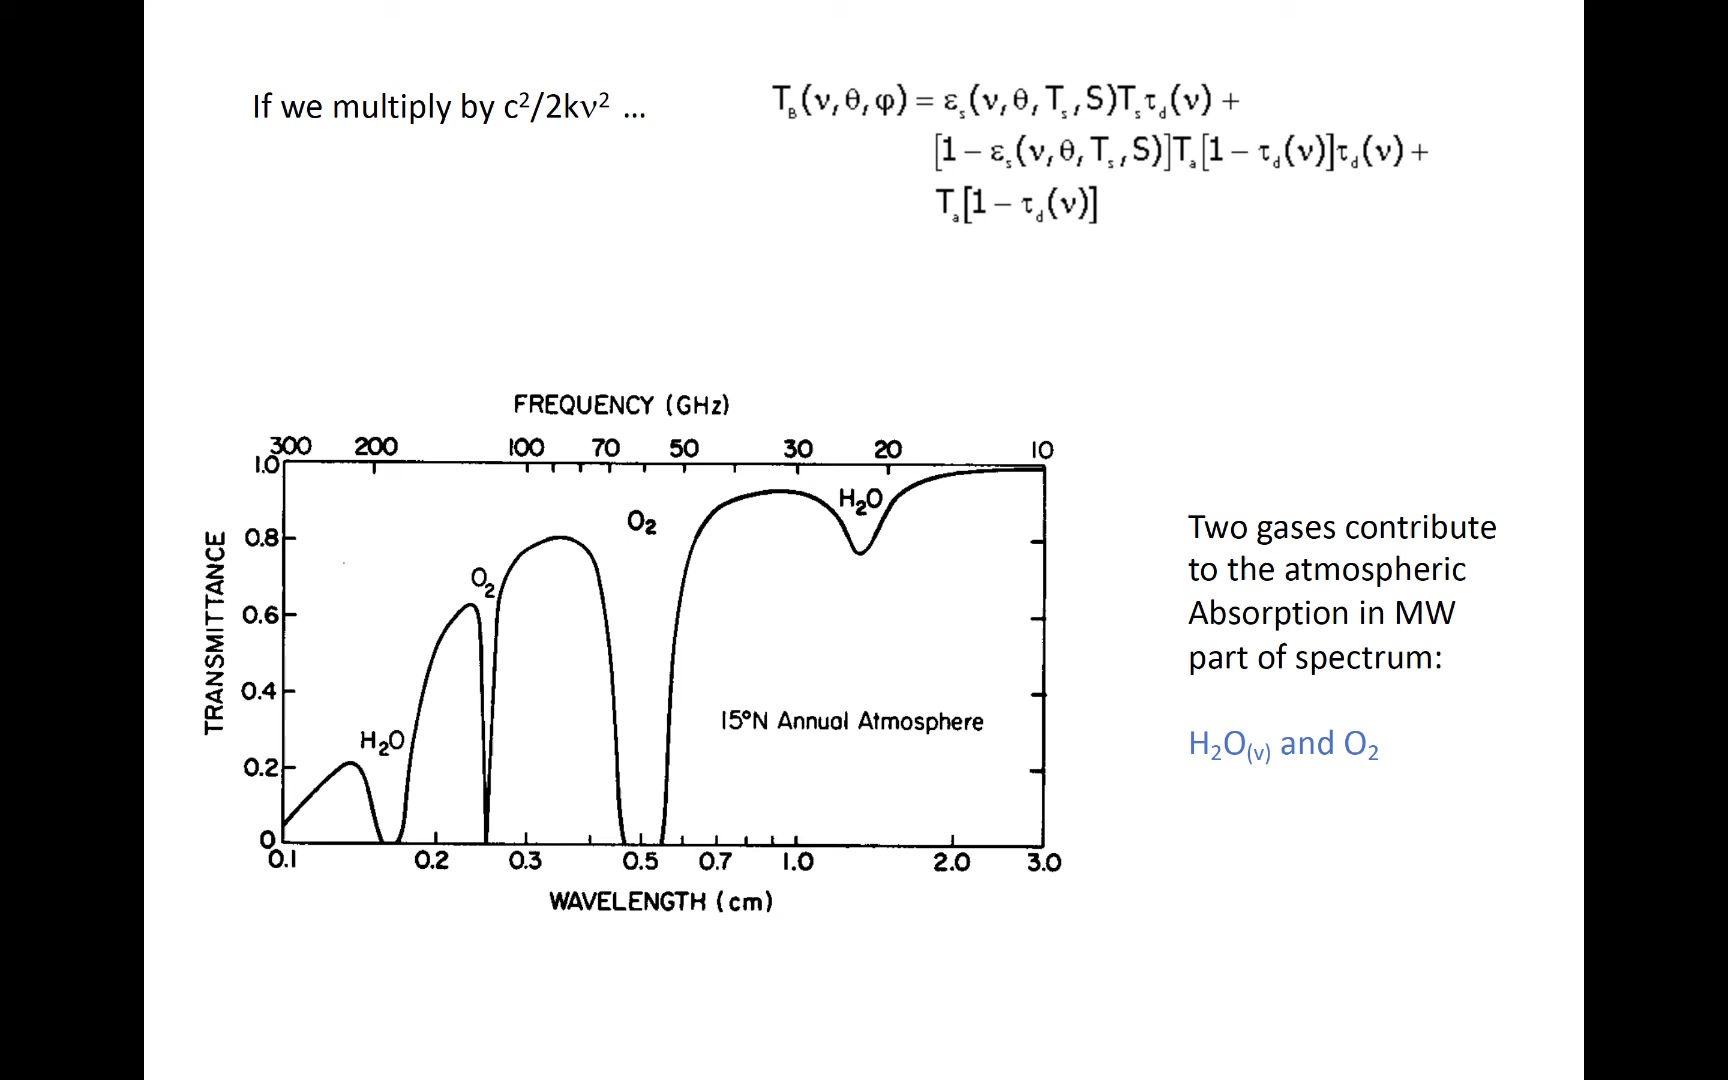 If we multiply by c²/2kν² ...
T_B(ν,θ,φ) = ε_s(ν,θ,T_s,S)T_sτ_d(ν) +
[1 − ε_s(ν,θ,T_s,S)]T_a[1 − τ_d(ν)]τ_d(ν) +
T_a[1 − τ_d(ν)]
FREQUENCY (GHz)
300 200 100 70 50 30 20 10
1.0
0.8
0.6
0.4
0.2
0
TRANSMITTANCE
H₂O
O₂
O₂
H₂O
15°N Annual Atmosphere
0.1 0.2 0.3 0.5 0.7 1.0 2.0 3.0
WAVELENGTH (cm)
Two gases contribute
to the atmospheric
Absorption in MW
part of spectrum:
H₂O₍ᵥ₎ and O₂